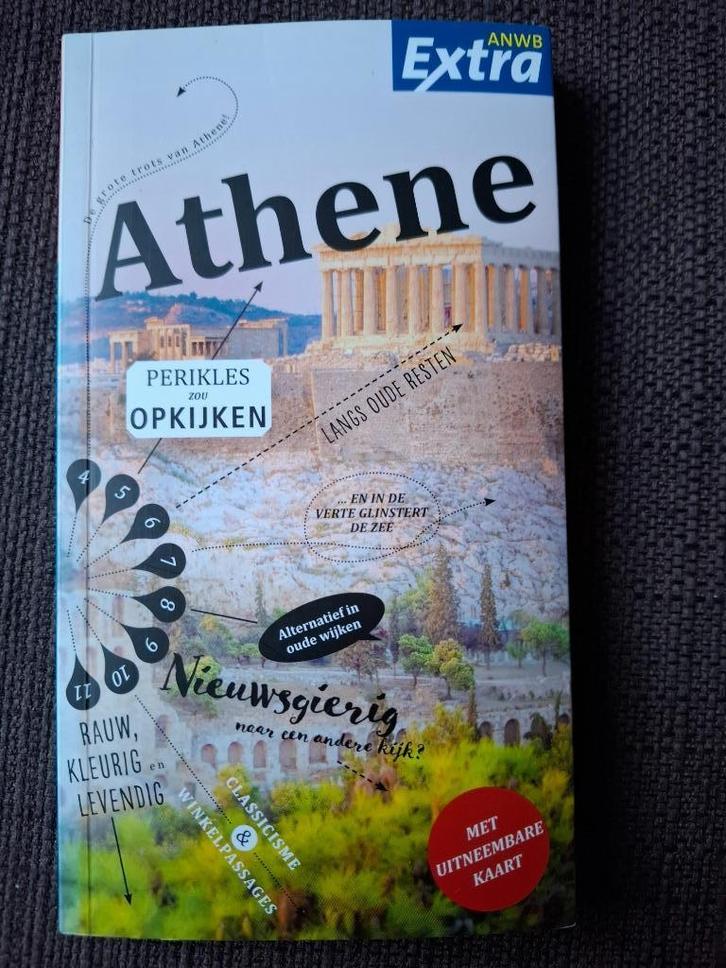 ANWB
Extra
De grote trots van Athene!
Athene
PERIKLES
ZOU
OPKIJKEN
LANGS OUDE RESTEN
... EN IN DE
VERTE GLINSTERT
DE ZEE
4
5
6
7
8
9
10
11
Alternatief in
oude wijken
Nieuwsgierig
naar een andere kijk?
RAUW,
KLEURIG en
LEVENDIG
CLASSICISME
&
WINKELPASSAGES
MET
UITNEEMBARE
KAART